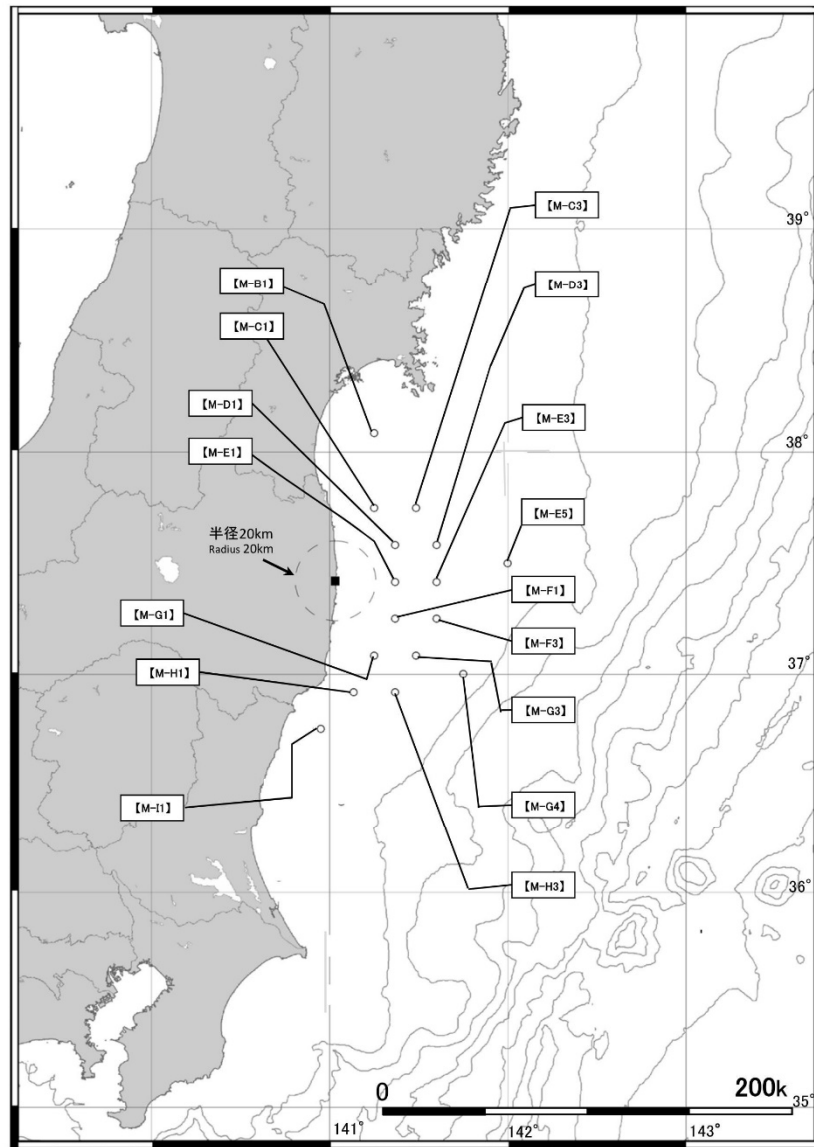 【M-C3】
39°
【M-B1】
【M-D3】
【M-C1】
【M-D1】
【M-E3】
【M-E1】
38°
【M-E5】
半径20km
Radius 20km
【M-F1】
【M-G1】
【M-F3】
【M-H1】
37°
【M-G3】
【M-I1】
【M-G4】
【M-H3】
36°
0
200k
35°
141°
142°
143°